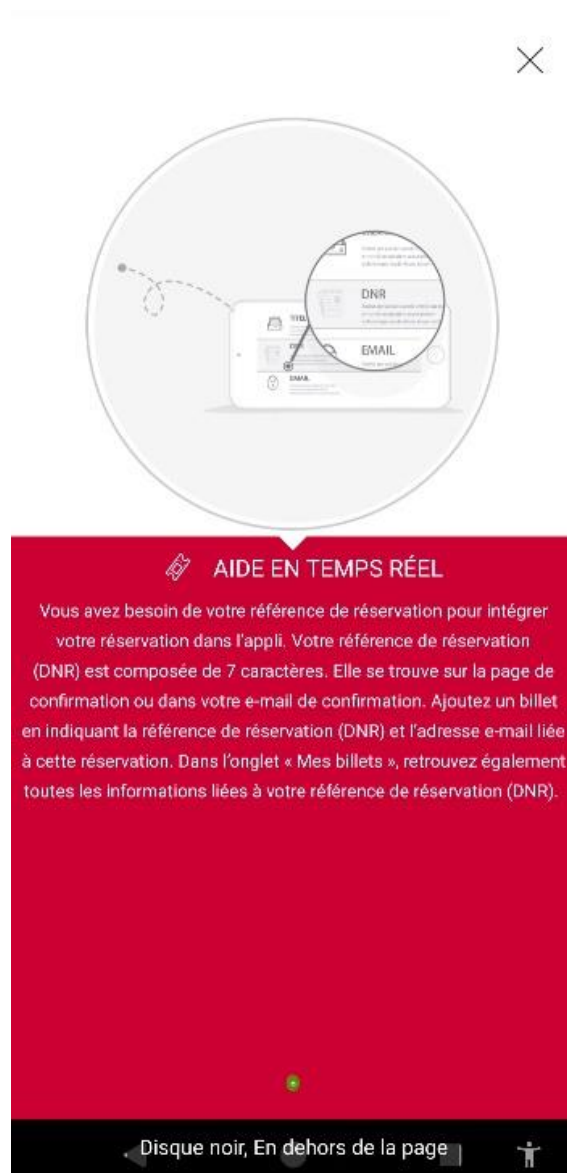 DNR
EMAIL
EMAIL
AIDE EN TEMPS RÉEL
Vous avez besoin de votre référence de réservation pour intégrer
votre réservation dans l'appli. Votre référence de réservation
(DNR) est composée de 7 caractères. Elle se trouve sur la page de
confirmation ou dans votre e-mail de confirmation. Ajoutez un billet
en indiquant la référence de réservation (DNR) et l'adresse e-mail liée
à cette réservation. Dans l'onglet « Mes billets », retrouvez également
toutes les informations liées à votre référence de réservation (DNR).
Disque noir, En dehors de la page